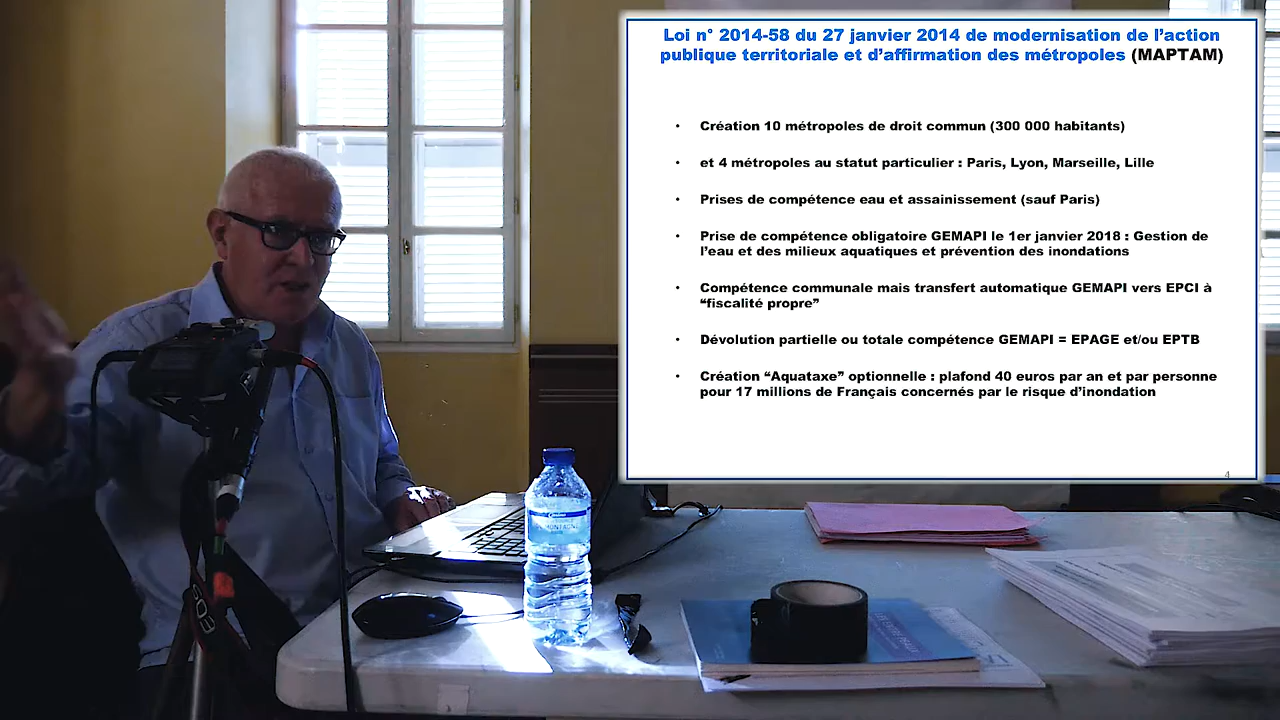 Loi n° 2014-58 du 27 janvier 2014 de modernisation de l'action
publique territoriale et d'affirmation des métropoles (MAPTAM)
• Création 10 métropoles de droit commun (300 000 habitants)
• et 4 métropoles au statut particulier : Paris, Lyon, Marseille, Lille
• Prises de compétence eau et assainissement (sauf Paris)
• Prise de compétence obligatoire GEMAPI le 1er janvier 2018 : Gestion de
l'eau et des milieux aquatiques et prévention des inondations
• Compétence communale mais transfert automatique GEMAPI vers EPCI à
“fiscalité propre”
• Dévolution partielle ou totale compétence GEMAPI = EPAGE et/ou EPTB
• Création “Aquataxe” optionnelle : plafond 40 euros par an et par personne
pour 17 millions de Français concernés par le risque d'inondation
4
MONTAGNE